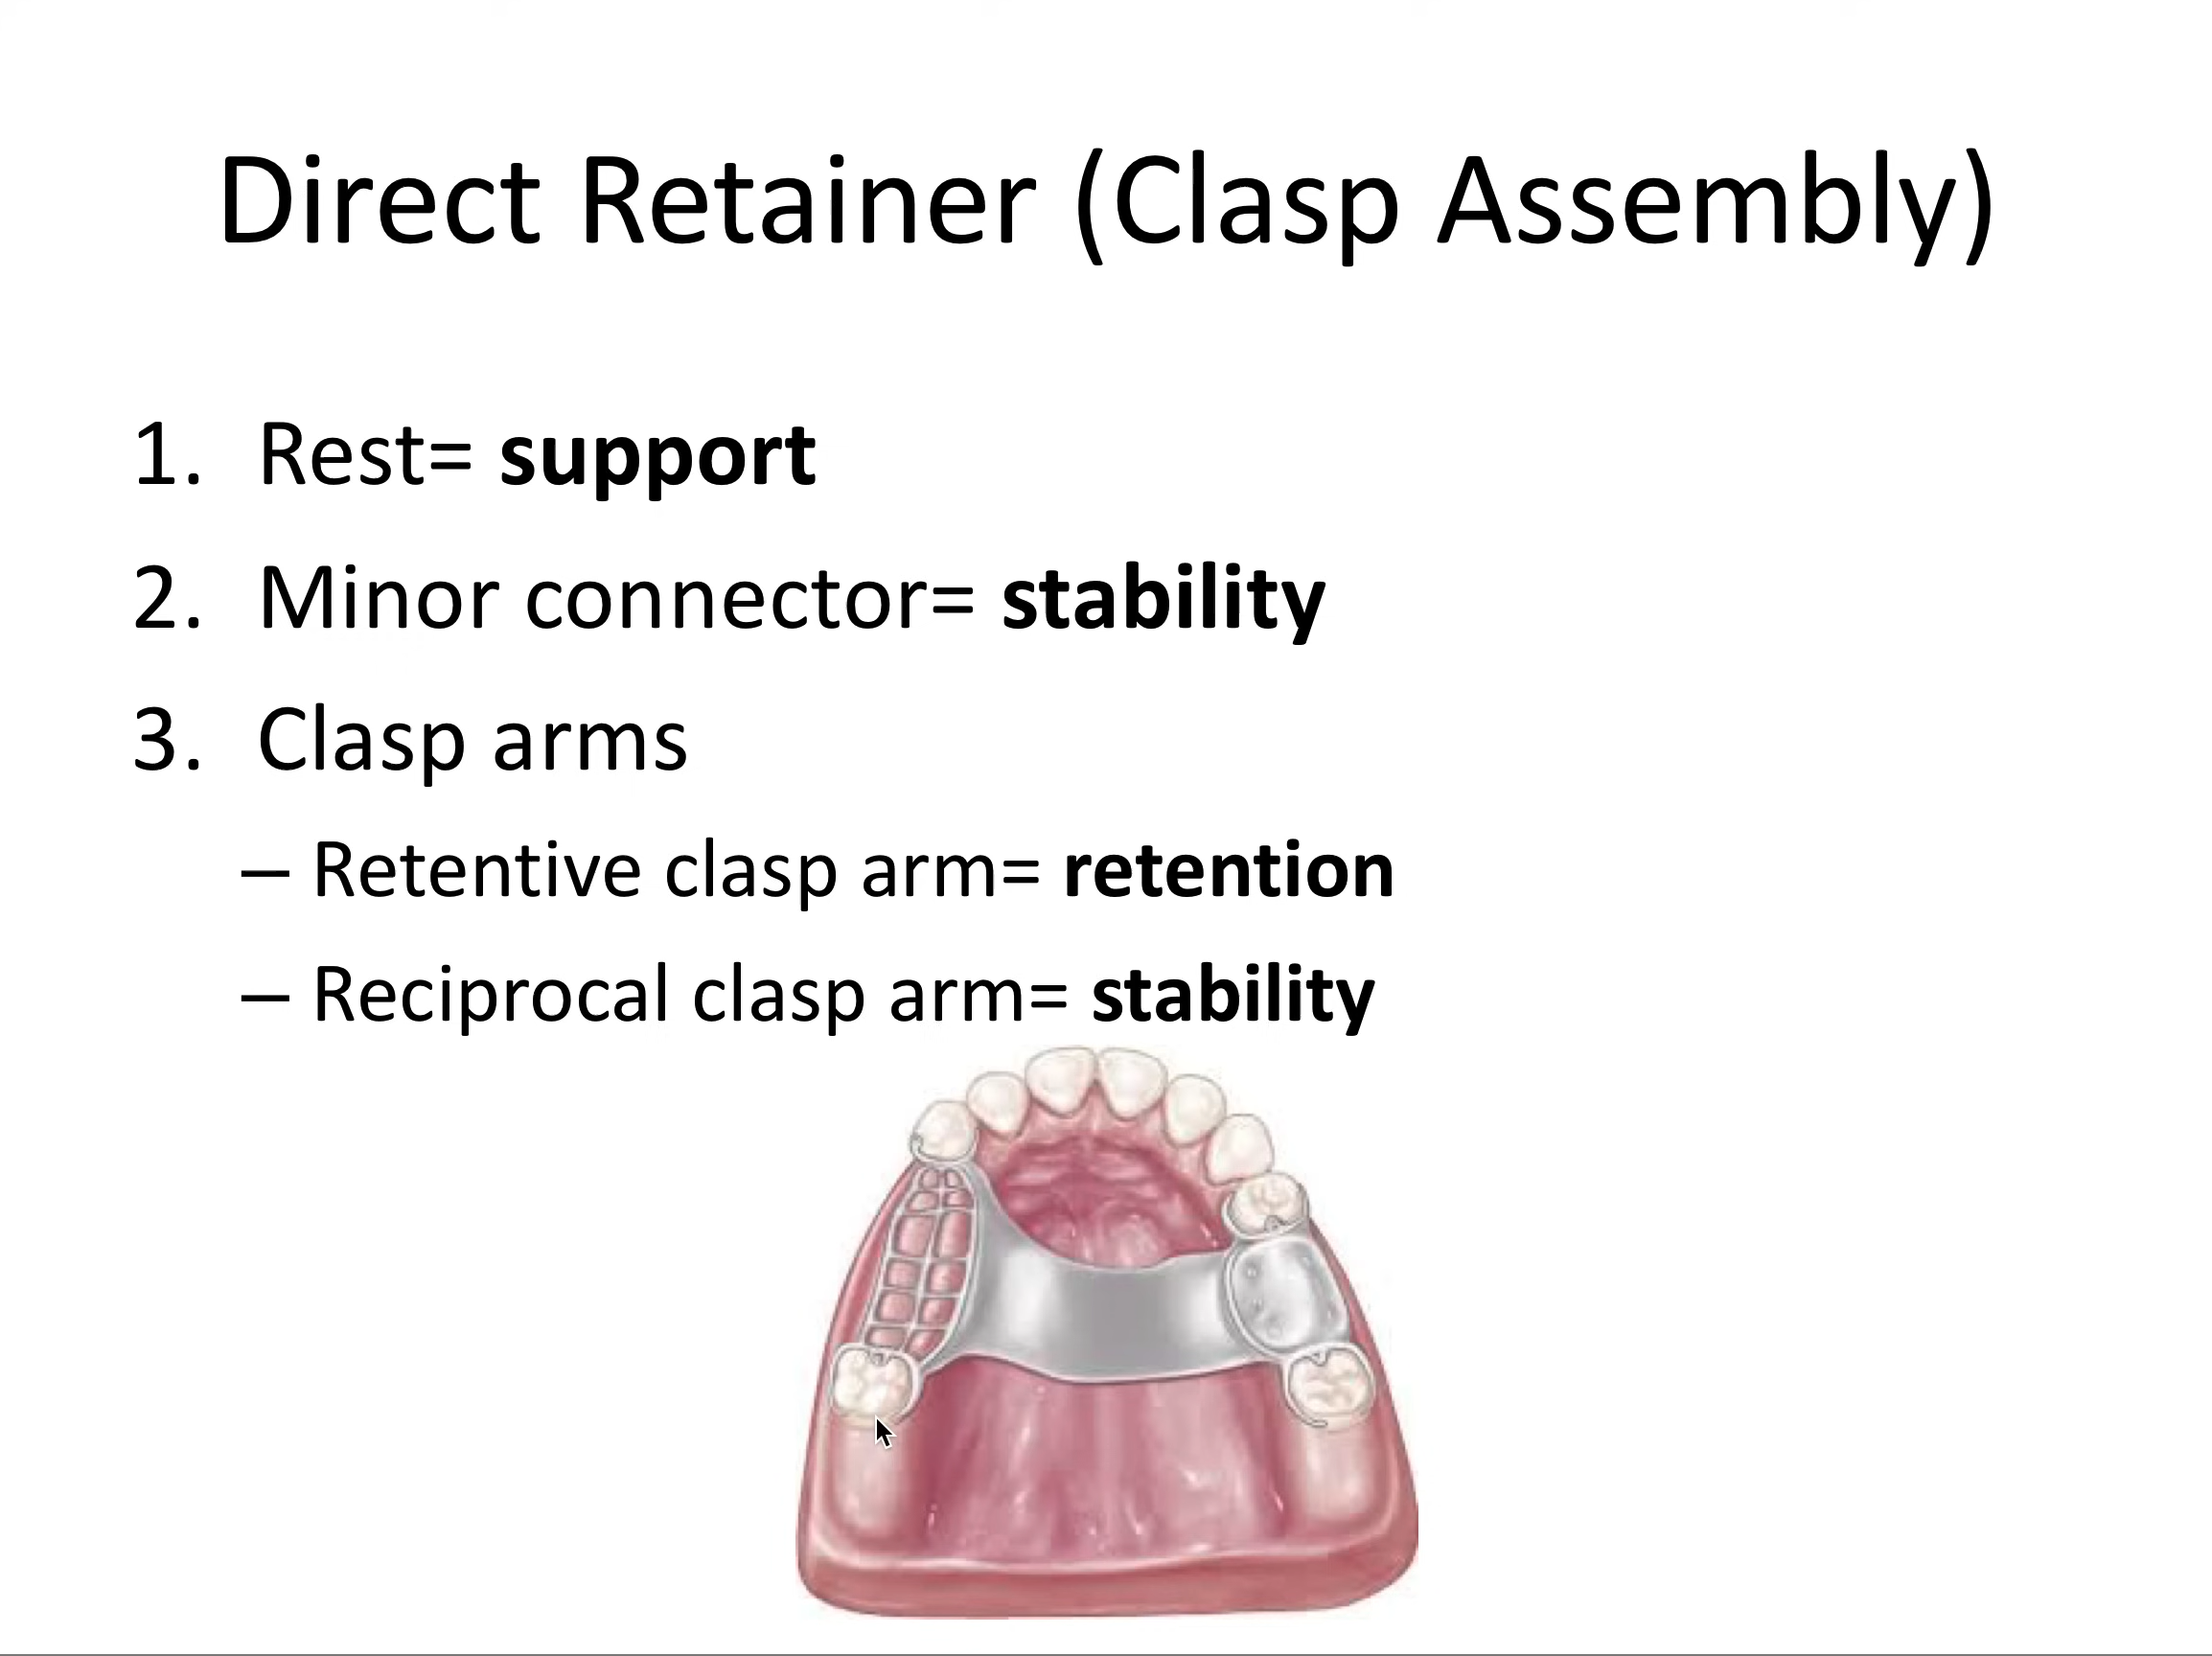 Direct Retainer (Clasp Assembly)
1. Rest= support
2. Minor connector= stability
3. Clasp arms
– Retentive clasp arm= retention
– Reciprocal clasp arm= stability